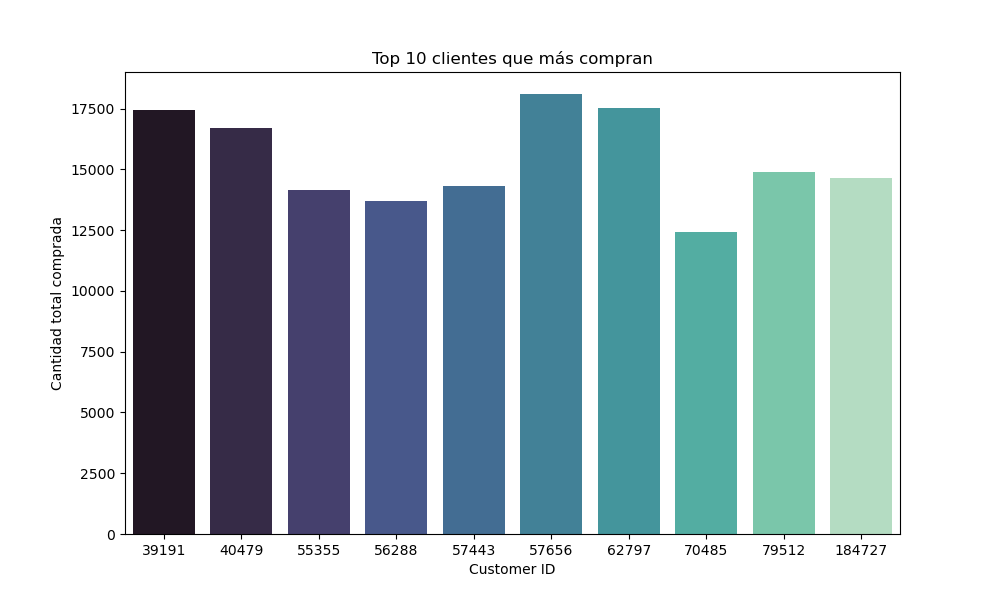 Top 10 clientes que más compran
Cantidad total comprada
17500
15000
12500
10000
7500
5000
2500
0
39191 40479 55355 56288 57443 57656 62797 70485 79512 184727
Customer ID